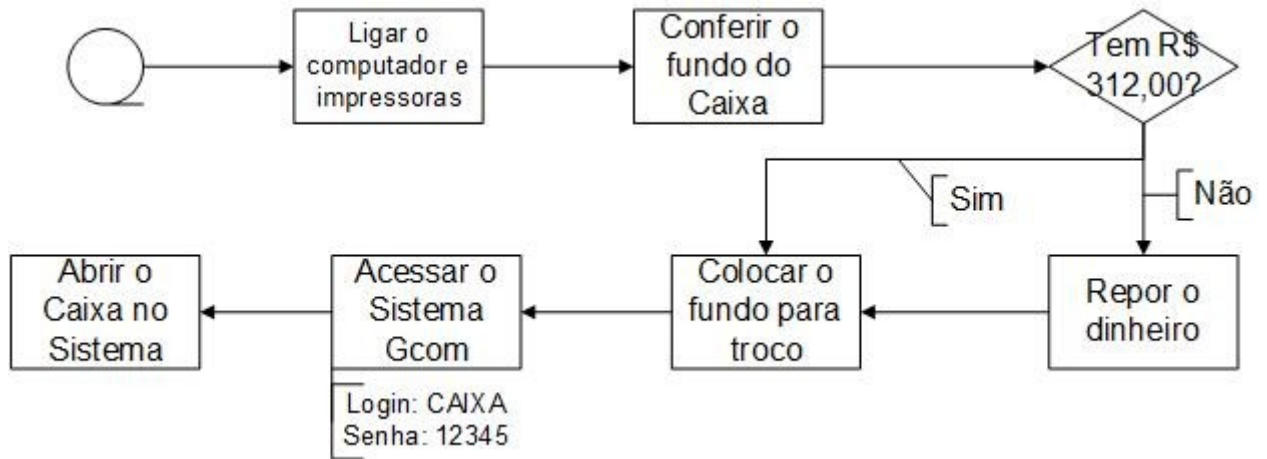 Ligar o
computador e
impressoras
Conferir o
fundo do
Caixa
Tem R$
312,00?
Sim
Não
Abrir o
Caixa no
Sistema
Acessar o
Sistema
Gcom
Colocar o
fundo para
troco
Repor o
dinheiro
Login: CAIXA
Senha: 12345